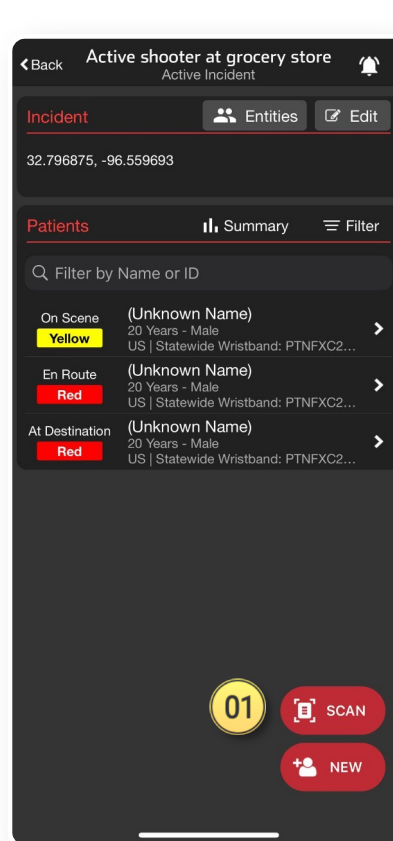 Back
Active shooter at grocery store
Active Incident
Incident
Entities
Edit
32.796875, -96.559693
Patients
Summary
Filter
Filter by Name or ID
On Scene
Yellow
(Unknown Name)
20 Years - Male
US | Statewide Wristband: PTNFXC2...
En Route
Red
(Unknown Name)
20 Years - Male
US | Statewide Wristband: PTNFXC2...
At Destination
Red
(Unknown Name)
20 Years - Male
US | Statewide Wristband: PTNFXC2...
01
SCAN
NEW